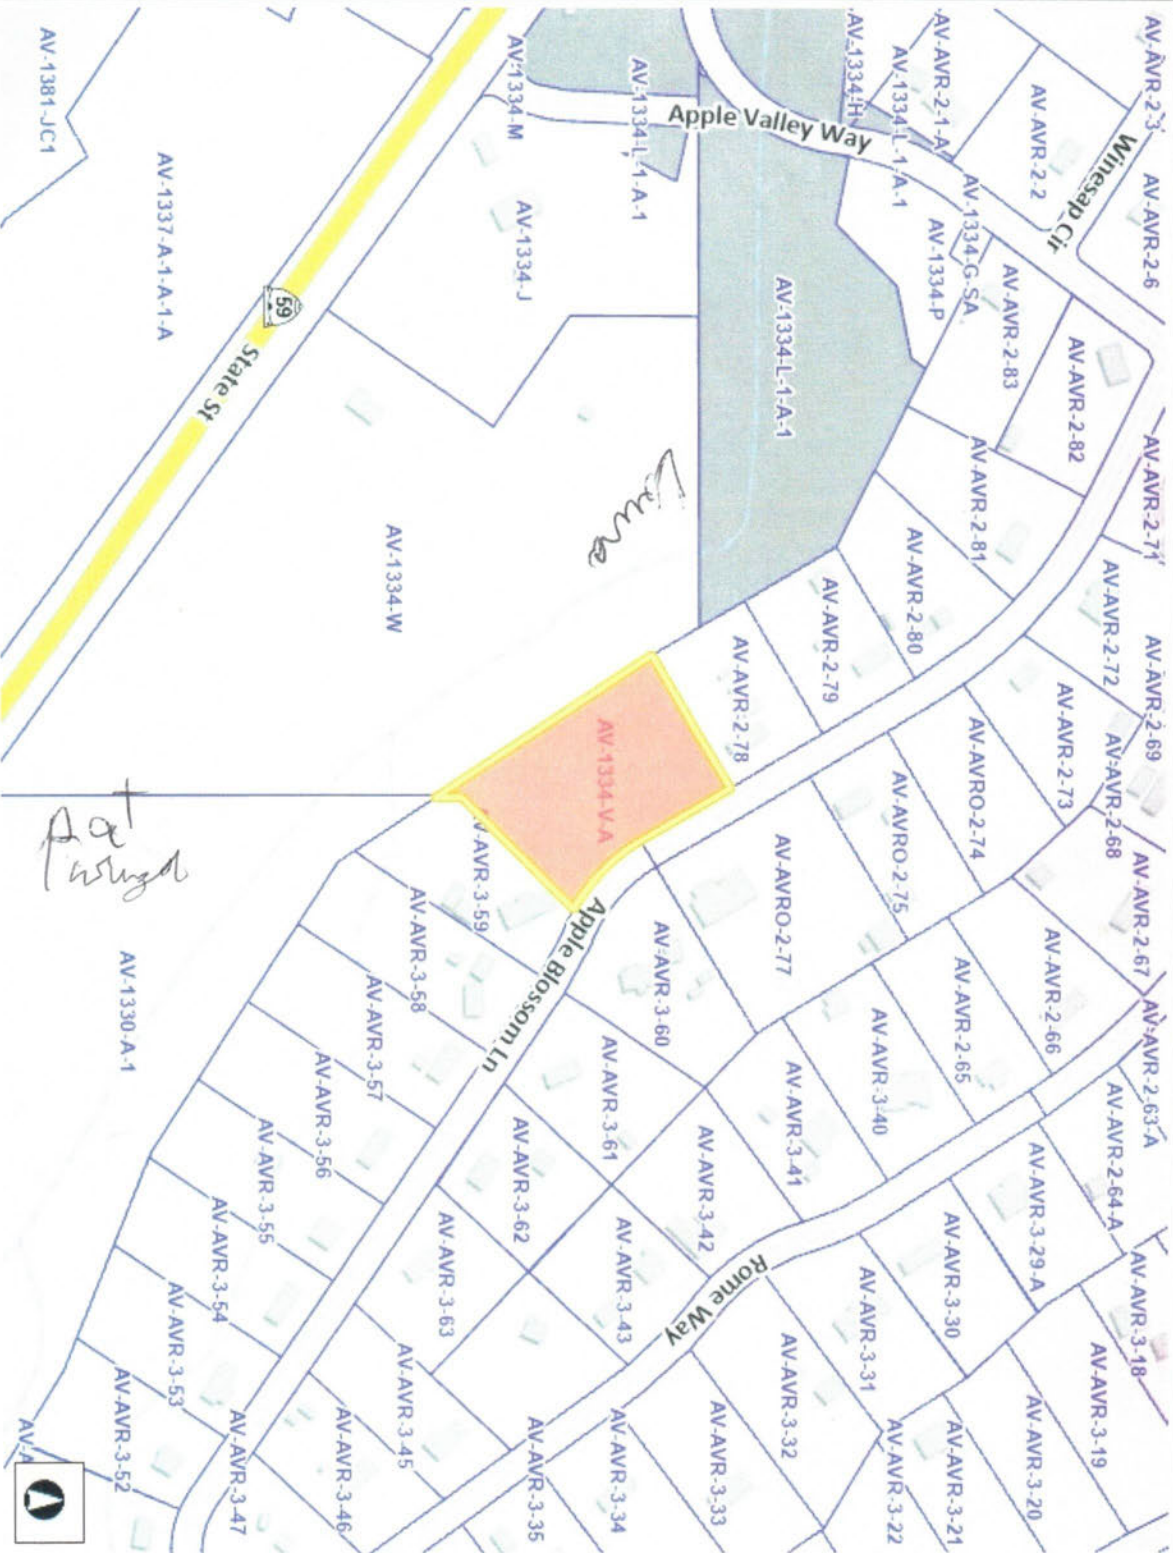 AV-AVR-2-3
AV-AVR-2-6
Winesap Cir
AV-AVR-2-2
AV-AVR-2-1-A
AV-1334-L-1-A-1
AV-1334-H
AV-1334-G-SA
AV-1334-P
Apple Valley Way
AV-1334-L-1-A-1
AV-1334-M
AV-1334-J
AV-1334-L-1-A-1
AV-AVR-2-83
AV-AVR-2-82
AV-AVR-2-81
AV-AVR-2-80
AV-AVR-2-79
AV-AVR-2-78
AV-AVR-2-71
AV-AVR-2-72
AV-AVR-2-69
AV-AVR-2-73
AV-AVR-2-68
AV-AVRO-2-74
AV-AVRO-2-75
AV-AVRO-2-77
AV-AVR-2-67
AV-AVR-2-66
AV-AVR-2-65
AV-AVR-2-63-A
AV-AVR-2-64-A
AV-1381-JC1
AV-1337-A-1-A-1-A
59
State St
AV-1334-W
AV-1334-V-A
V-AVR-3-59
AV-AVR-3-58
AV-AVR-3-57
AV-AVR-3-56
AV-AVR-3-55
AV-AVR-3-54
AV-AVR-3-53
AV-AVR-3-52
AV-1330-A-1
Apple Blossom Ln
AV-AVR-3-60
AV-AVR-3-61
AV-AVR-3-62
AV-AVR-3-63
AV-AVR-3-40
AV-AVR-3-41
AV-AVR-3-42
AV-AVR-3-43
Rome Way
AV-AVR-3-29-A
AV-AVR-3-30
AV-AVR-3-31
AV-AVR-3-32
AV-AVR-3-33
AV-AVR-3-34
AV-AVR-3-35
AV-AVR-3-45
AV-AVR-3-46
AV-AVR-3-47
AV-AVR-3-18
AV-AVR-3-19
AV-AVR-3-20
AV-AVR-3-21
AV-AVR-3-22
AV-A